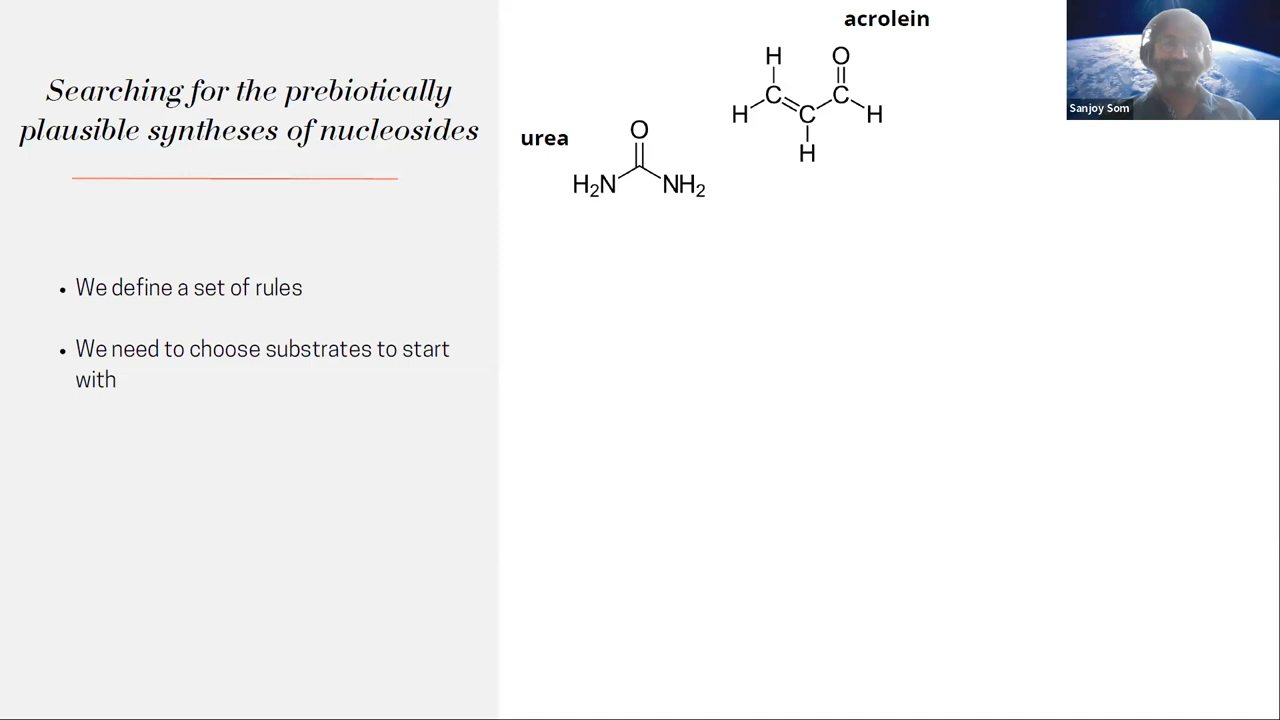 Searching for the prebiotically
plausible syntheses of nucleosides
• We define a set of rules
• We need to choose substrates to start
with
urea
O
H₂N NH₂
acrolein
H O
C C
H C H
H
Sanjoy Som